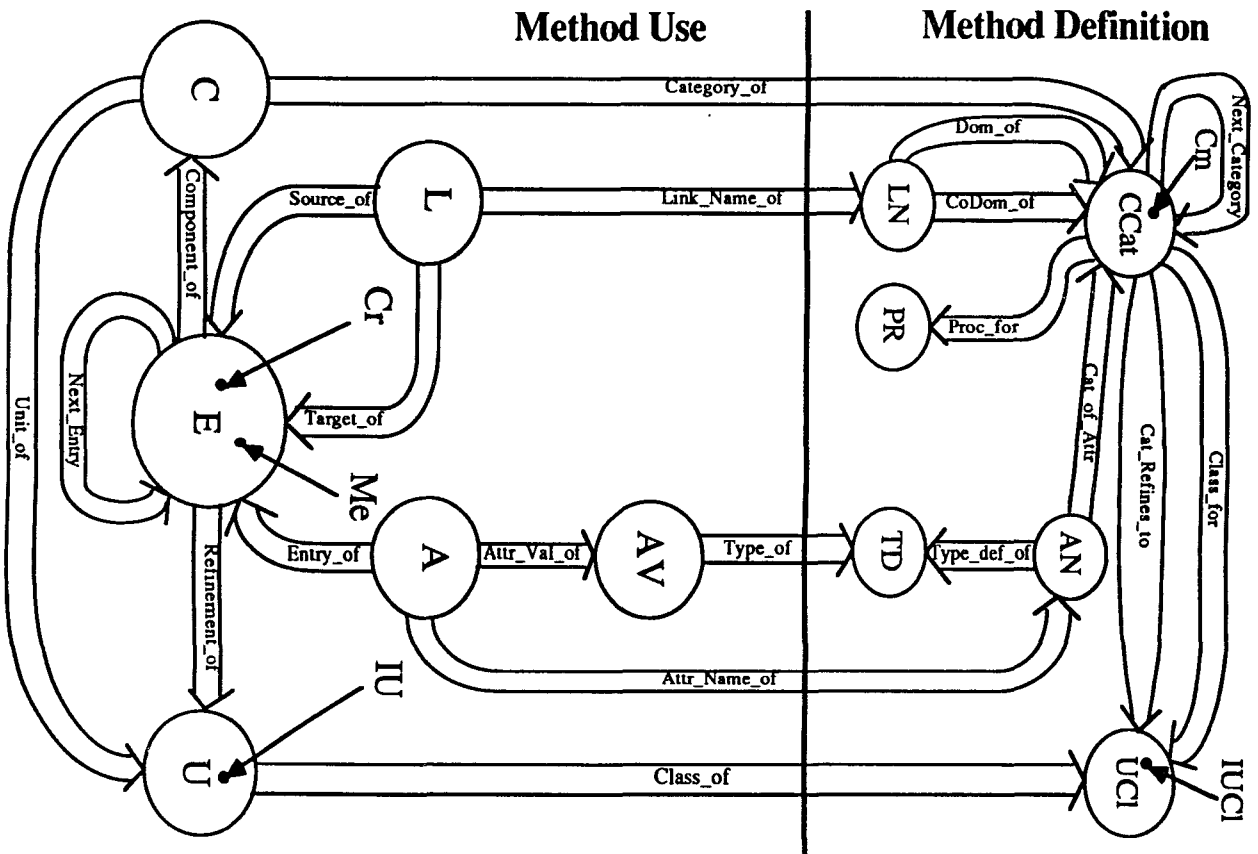 Method Use
Method Definition
C
Category_of
Next_Category
Cm
Dom_of
L
Source_of
Link_Name_of
LN
CoDom_of
CCat
Component_of
Cr
PR
Proc_for
Class_for
Unit_of
Next_Entry
E
Target_of
Cat_of_Attr
Cat_Refines_to
Me
Refinement_of
Entry_of
A
Attr_Val_of
AV
Type_of
TD
Type_def_of
AN
IU
Attr_Name_of
U
Class_of
UCl
IUCl